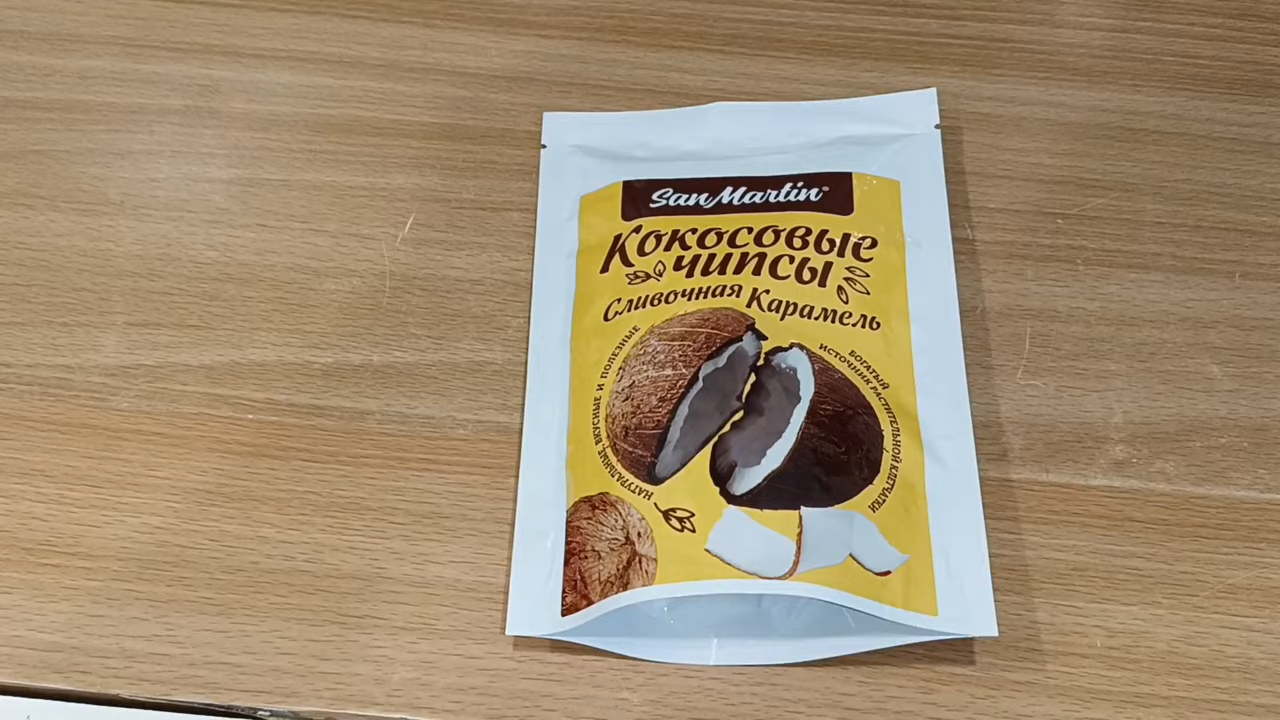 San Martin®
Кокосовые
чипсы
Сливочная Карамель
НАТУРАЛЬНЫЕ, ВКУСНЫЕ И ПОЛЕЗНЫЕ
БОГАТЫЙ
ИСТОЧНИК РАСТИТЕЛЬНОЙ КЛЕТЧАТКИ